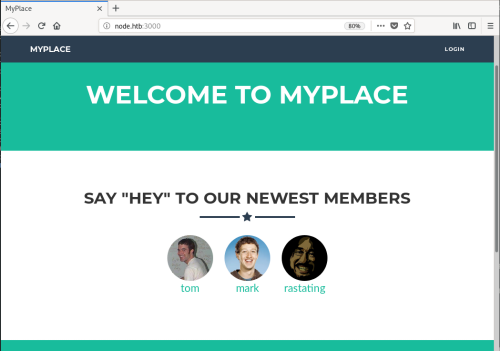 MyPlace
node.htb:3000
80%
MYPLACE
LOGIN
WELCOME TO MYPLACE
SAY "HEY" TO OUR NEWEST MEMBERS
tom mark rastating